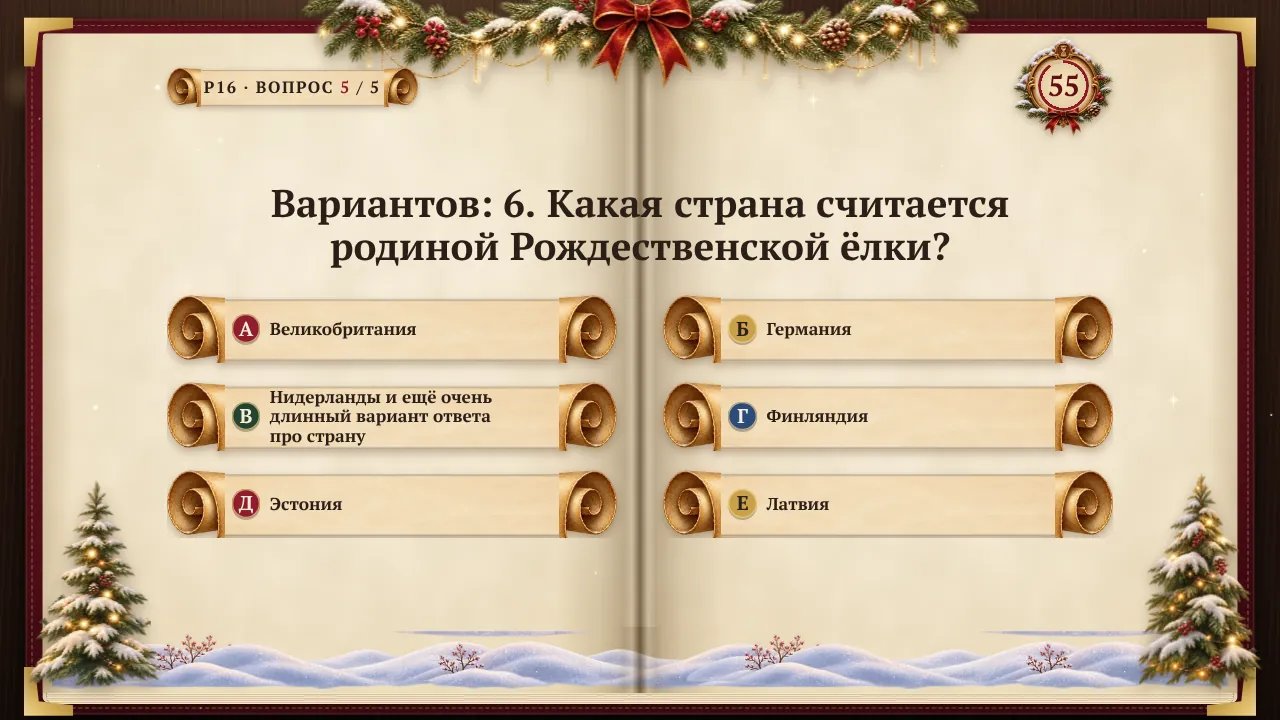 Р16 · ВОПРОС 5 / 5
55
Вариантов: 6. Какая страна считается
родиной Рождественской ёлки?
А Великобритания
Б Германия
В Нидерланды и ещё очень
длинный вариант ответа
про страну
Г Финляндия
Д Эстония
Е Латвия